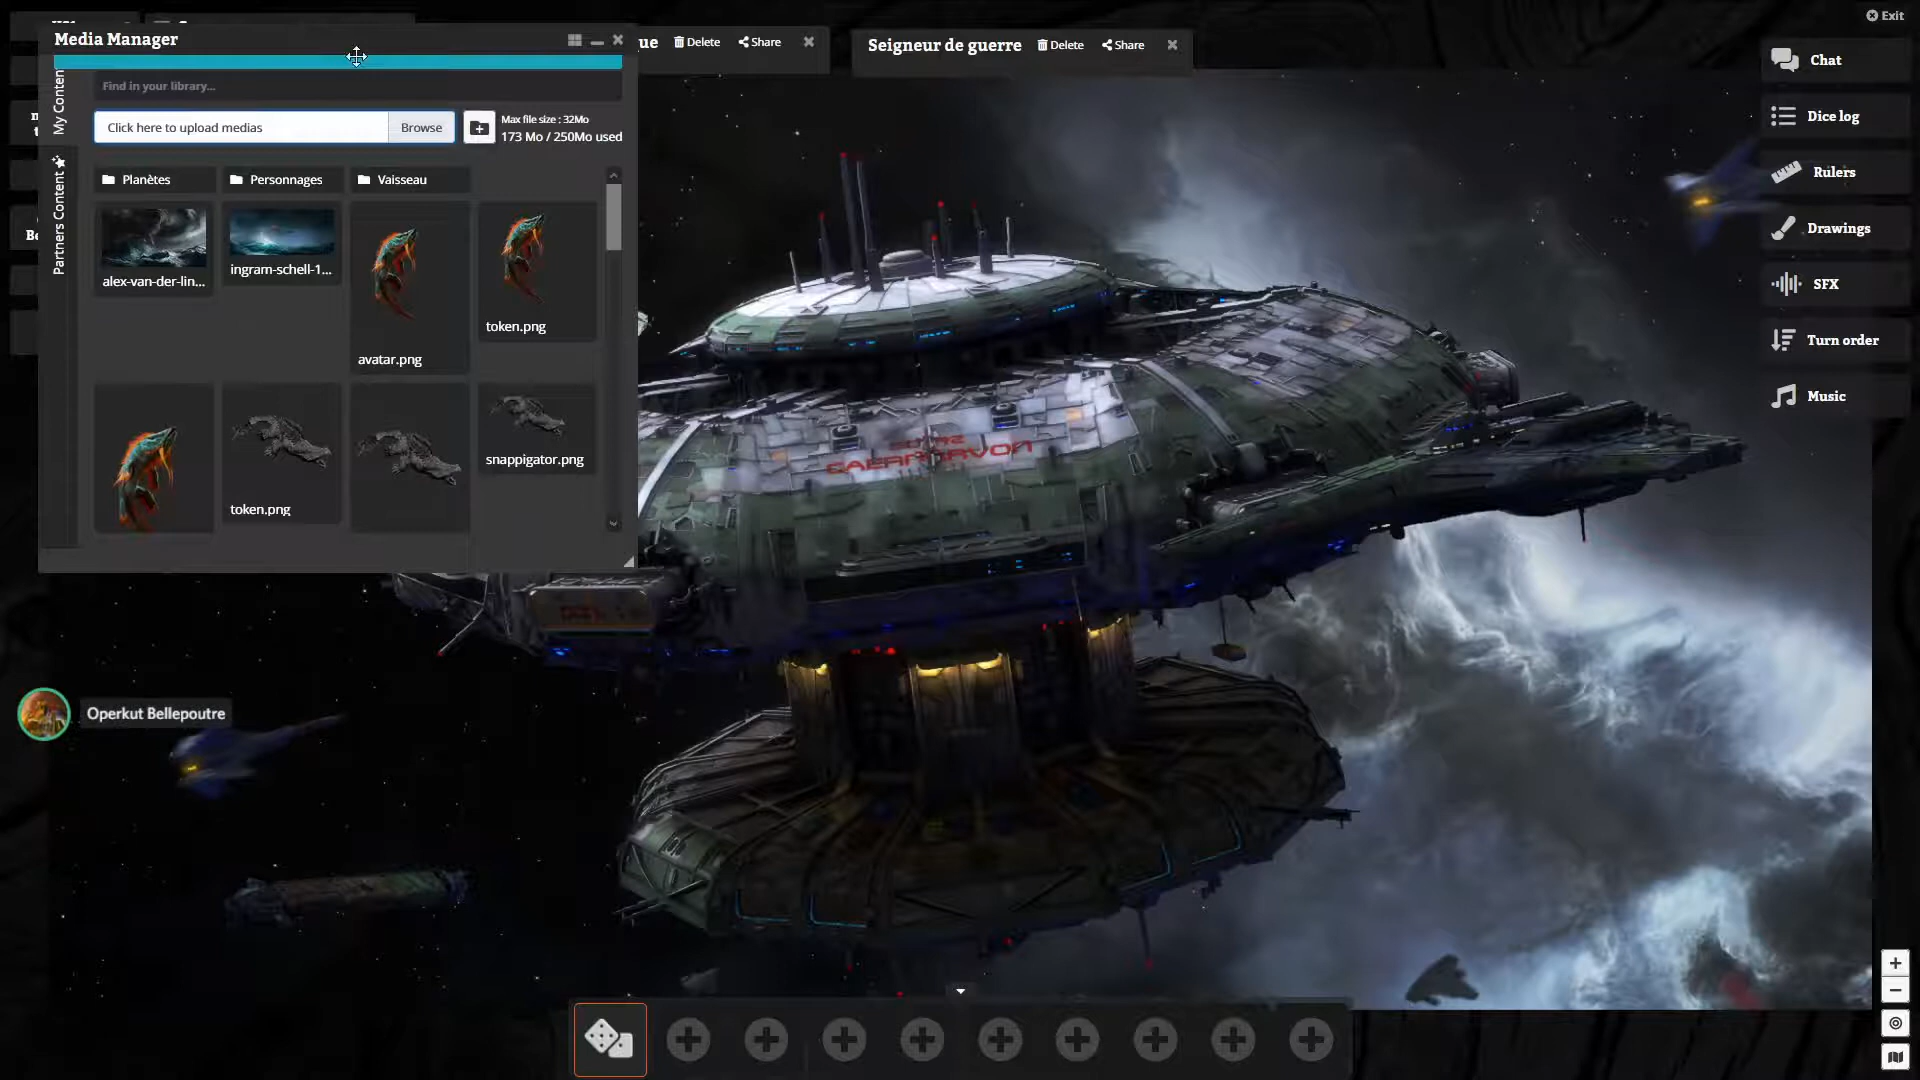 Media Manager
ue
Delete
Share
Seigneur de guerre
Delete
Share
Exit
Find in your library...
Click here to upload medias
Browse
Max file size : 32Mo
173 Mo / 250Mo used
My Conten
Partners Content
Planètes
Personnages
Vaisseau
alex-van-der-lin...
ingram-schell-1...
avatar.png
token.png
token.png
snappigator.png
Be
Chat
Dice log
Rulers
Drawings
SFX
Turn order
Music
Operkut Bellepoutre